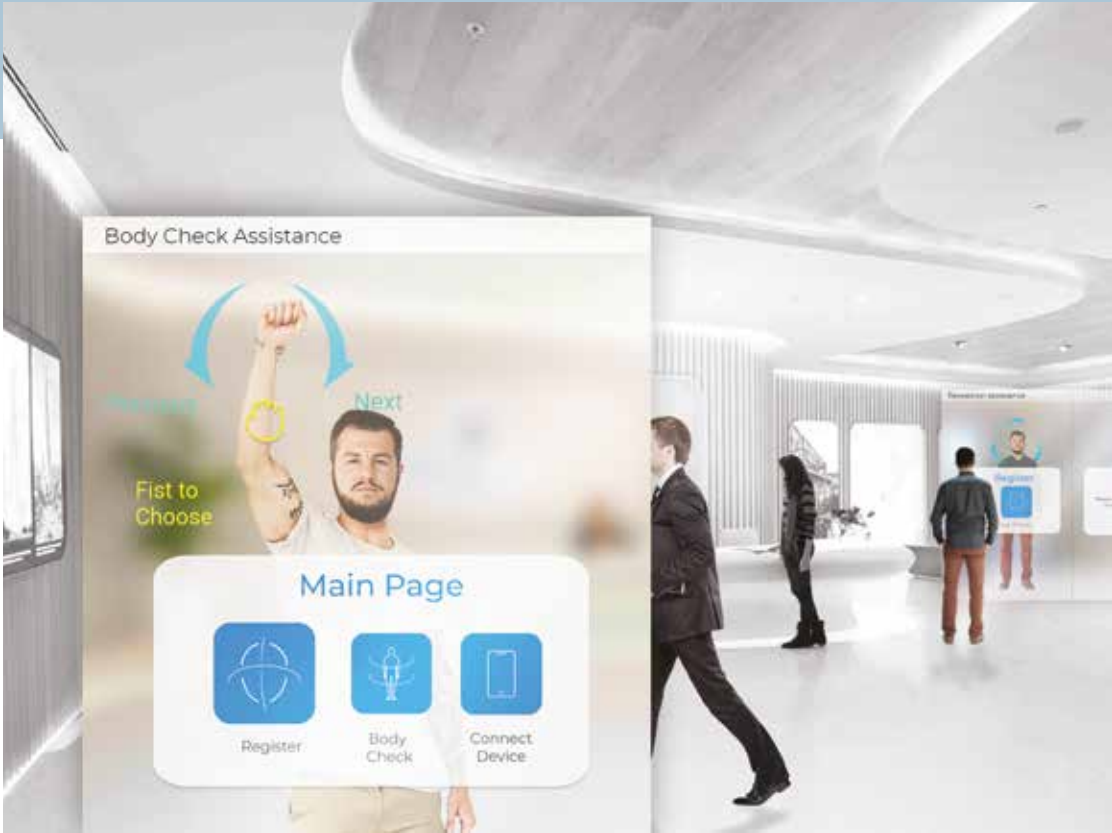 Body Check Assistance
Next
Fist to
Choose
Main Page
Register
Body
Check
Connect
Device
Register